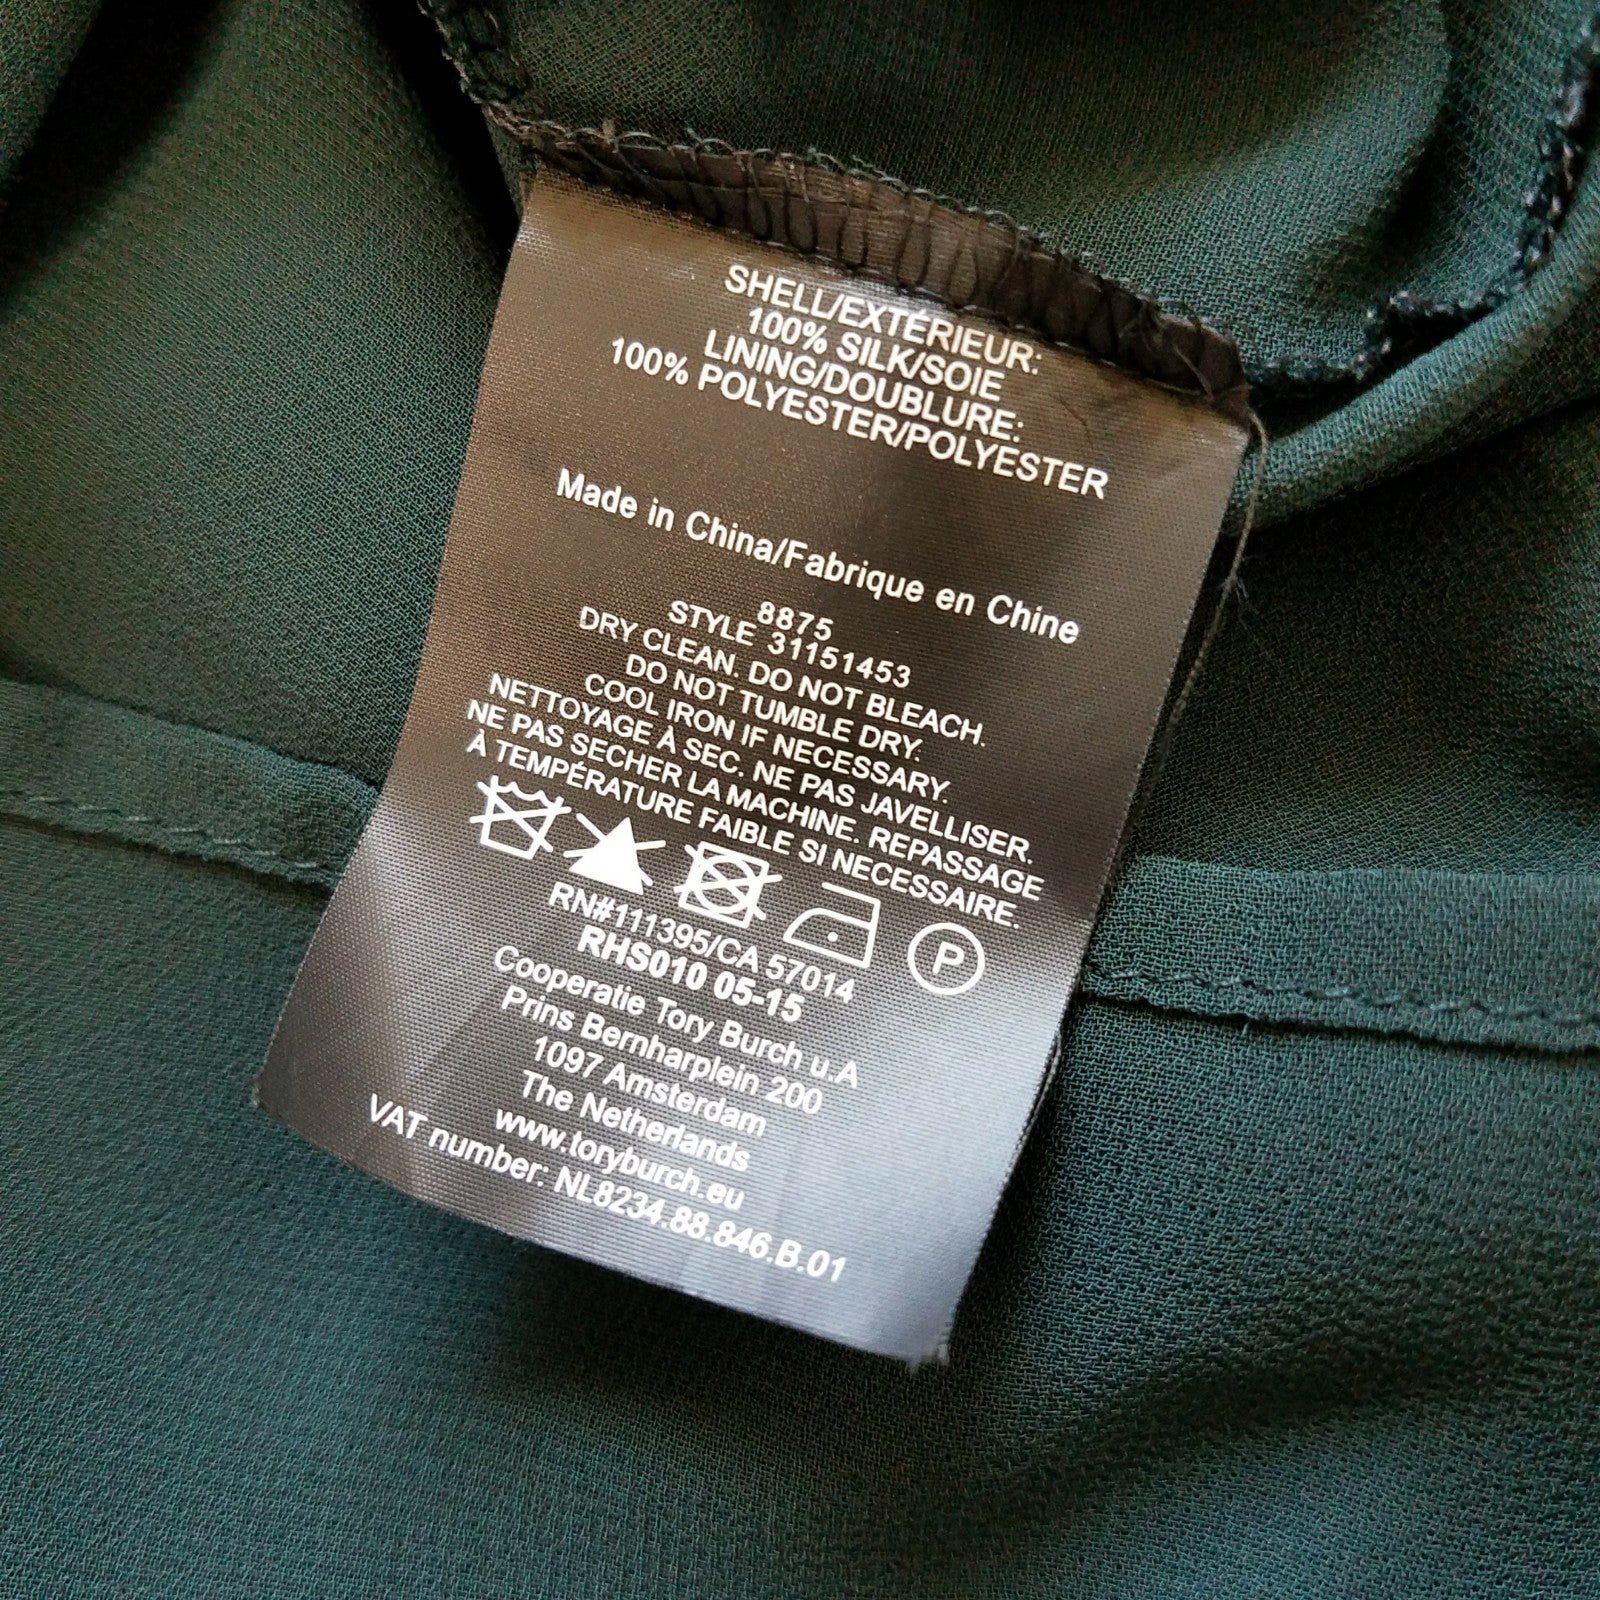 SHELL/EXTÉRIEUR:
100% SILK/SOIE
LINING/DOUBLURE:
100% POLYESTER/POLYESTER
Made in China/Fabrique en Chine
8875
STYLE 31151453
DRY CLEAN. DO NOT BLEACH.
DO NOT TUMBLE DRY.
COOL IRON IF NECESSARY.
NETTOYAGE À SEC. NE PAS JAVELLISER.
NE PAS SECHER LA MACHINE. REPASSAGE
À TEMPÉRATURE FAIBLE SI NECESSAIRE.
P
RN#111395/CA 57014
RHS010 05-15
Cooperatie Tory Burch u.A
Prins Bernharplein 200
1097 Amsterdam
The Netherlands
www.toryburch.eu
VAT number: NL8234.88.846.B.01